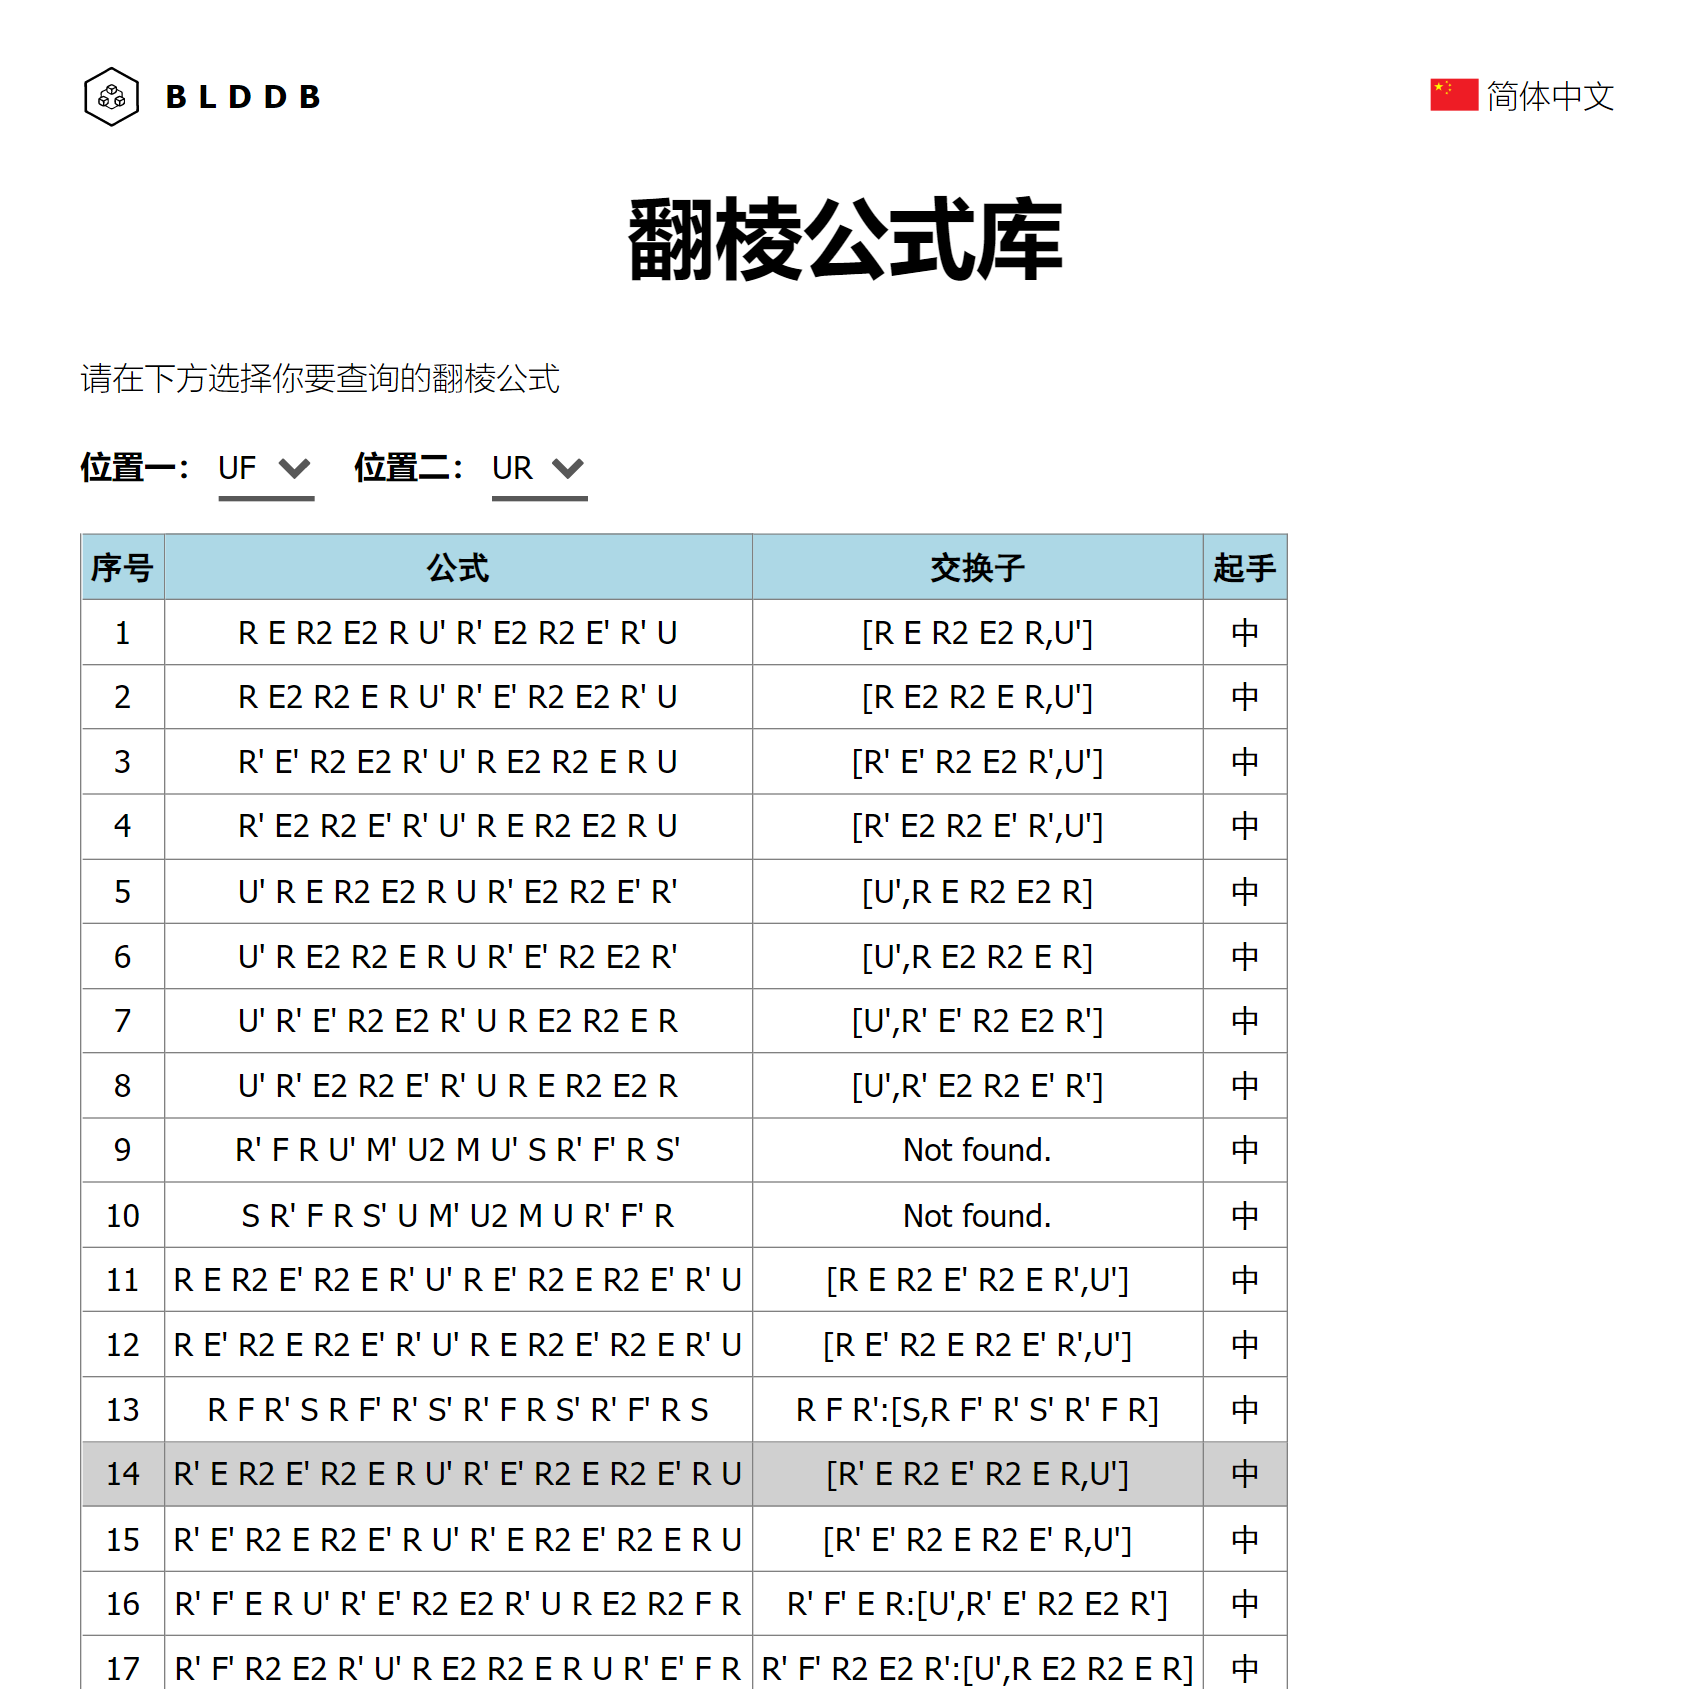 BLDDB
简体中文
翻棱公式库
请在下方选择你要查询的翻棱公式
位置一： UF 位置二： UR
序号 公式 交换子 起手
1 R E R2 E2 R U' R' E2 R2 E' R' U [R E R2 E2 R,U'] 中
2 R E2 R2 E R U' R' E' R2 E2 R' U [R E2 R2 E R,U'] 中
3 R' E' R2 E2 R' U' R E2 R2 E R U [R' E' R2 E2 R',U'] 中
4 R' E2 R2 E' R' U' R E R2 E2 R U [R' E2 R2 E' R',U'] 中
5 U' R E R2 E2 R U R' E2 R2 E' R' [U',R E R2 E2 R] 中
6 U' R E2 R2 E R U R' E' R2 E2 R' [U',R E2 R2 E R] 中
7 U' R' E' R2 E2 R' U R E2 R2 E R [U',R' E' R2 E2 R'] 中
8 U' R' E2 R2 E' R' U R E R2 E2 R [U',R' E2 R2 E' R'] 中
9 R' F R U' M' U2 M U' S R' F' R S' Not found. 中
10 S R' F R S' U M' U2 M U R' F' R Not found. 中
11 R E R2 E' R2 E R' U' R E' R2 E R2 E' R' U [R E R2 E' R2 E R',U'] 中
12 R E' R2 E R2 E' R' U' R E R2 E' R2 E R' U [R E' R2 E R2 E' R',U'] 中
13 R F R' S R F' R' S' R' F R S' R' F' R S R F R':[S,R F' R' S' R' F R] 中
14 R' E R2 E' R2 E R U' R' E' R2 E R2 E' R U [R' E R2 E' R2 E R,U'] 中
15 R' E' R2 E R2 E' R U' R' E R2 E' R2 E R U [R' E' R2 E R2 E' R,U'] 中
16 R' F' E R U' R' E' R2 E2 R' U R E2 R2 F R R' F' E R:[U',R' E' R2 E2 R'] 中
17 R' F' R2 E2 R' U' R E2 R2 E R U R' E' F R R' F' R2 E2 R':[U',R E2 R2 E R] 中